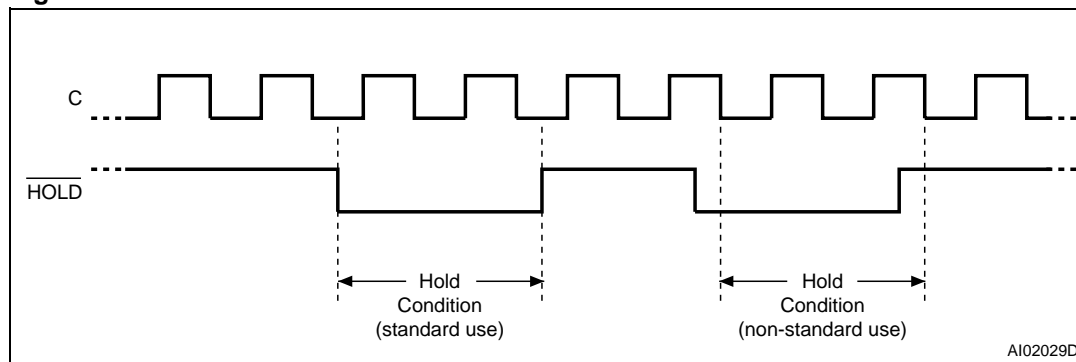 C
HOLD
Hold
Condition
(standard use)
Hold
Condition
(non-standard use)
AI02029D